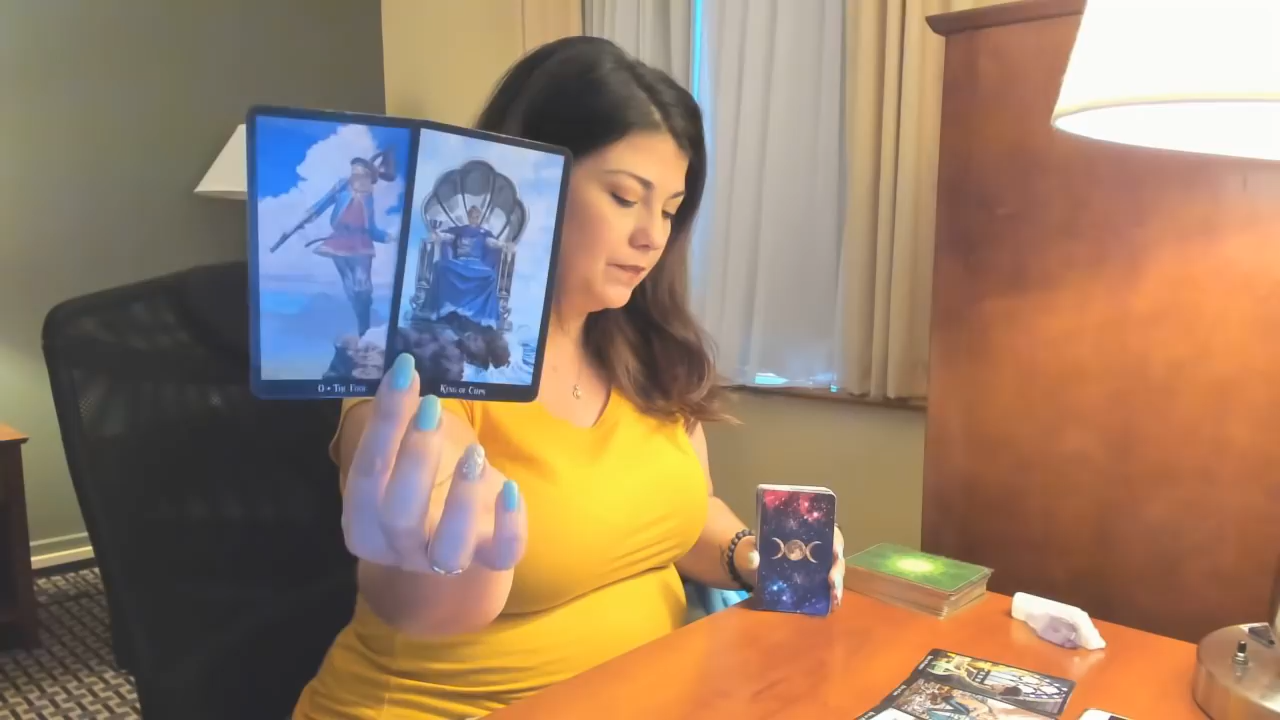 0 • The Fool
King of Cups